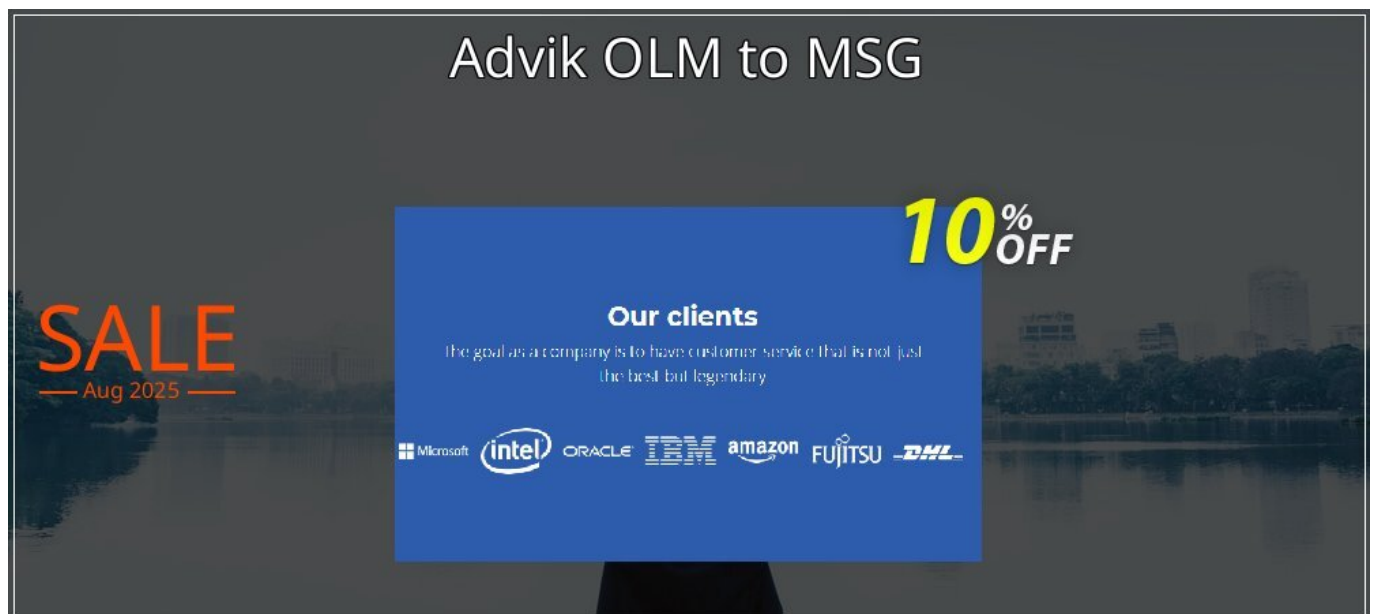 Advik OLM to MSG
10% OFF
SALE
Aug 2025
Our clients
The goal as a company is to have customer service that is not just
the best but legendary
Microsoft intel ORACLE IBM amazon FUJITSU DHL